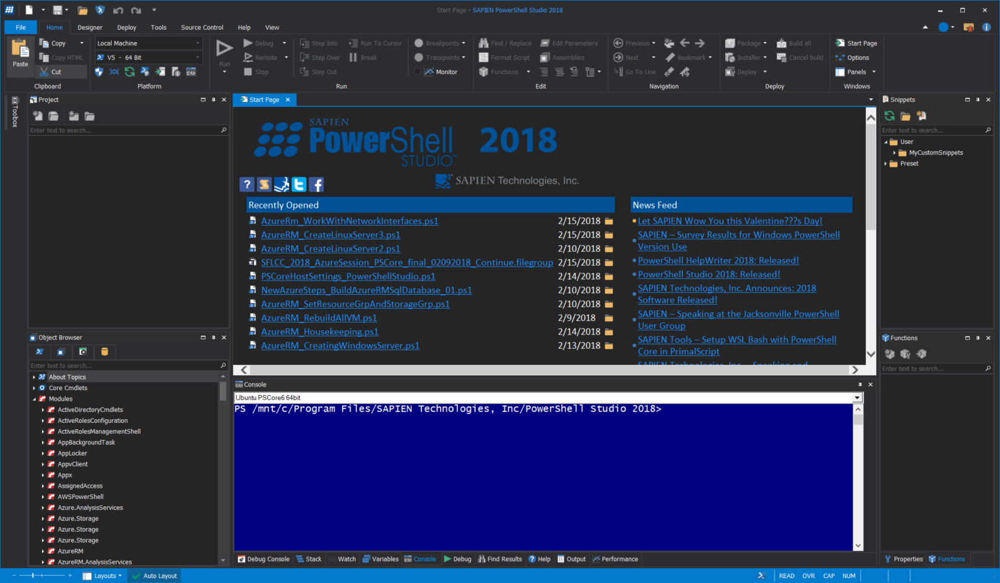 Start Page - SAPIEN PowerShell Studio 2018
File
Home
Designer
Deploy
Tools
Source Control
Help
View
Paste
Copy
Copy HTML
Cut
Clipboard
Local Machine
V5 - 64 Bit
Platform
Run
Debug
Remote
Stop
Step Into
Step Over
Step Out
Run To Cursor
Break
Run
Breakpoints
Tracepoints
Monitor
Find / Replace
Format Script
Functions
Edit Parameters
Assemblies
Edit
Previous
Next
Go To Line
Bookmark
Navigation
Package
Installer
Deploy
Build all
Cancel build
Deploy
Start Page
Options
Panels
Windows
Toolbox
Project
Enter text to search...
Object Browser
Enter text to search...
About Topics
Core Cmdlets
Modules
ActiveDirectoryCmdlets
ActiveRolesConfiguration
ActiveRolesManagementShell
AppBackgroundTask
AppLocker
AppvClient
Appx
AssignedAccess
AWSPowerShell
Azure.AnalysisServices
Azure.Storage
Azure.Storage
Azure.Storage
AzureRM
AzureRM.AnalysisServices
Start Page
SAPIEN
PowerShell 2018
STUDIO™
SAPIEN Technologies, Inc.
Recently Opened
AzureRm_WorkWithNetworkInterfaces.ps1 2/15/2018
AzureRM_CreateLinuxServer3.ps1 2/15/2018
AzureRM_CreateLinuxServer2.ps1 2/10/2018
SFLCC_2018_AzureSession_PSCore_final_02092018_Continue.filegroup 2/15/2018
PSCoreHostSettings_PowerShellStudio.ps1 2/14/2018
NewAzureSteps_BuildAzureRMSqlDatabase_01.ps1 2/10/2018
AzureRM_SetResourceGrpAndStorageGrp.ps1 2/10/2018
AzureRM_RebuildAllVM.ps1 2/9/2018
AzureRM_Housekeeping.ps1 2/14/2018
AzureRM_CreatingWindowsServer.ps1 2/13/2018
News Feed
Let SAPIEN Wow You this Valentine???s Day!
SAPIEN – Survey Results for Windows PowerShell
Version Use
PowerShell HelpWriter 2018: Released!
PowerShell Studio 2018: Released!
SAPIEN Technologies, Inc. Announces: 2018
Software Released!
SAPIEN – Speaking at the Jacksonville PowerShell
User Group
SAPIEN Tools – Setup WSL Bash with PowerShell
Core in PrimalScript
Console
Ubuntu PSCore6 64bit
PS /mnt/c/Program Files/SAPIEN Technologies, Inc/PowerShell Studio 2018>
Debug Console
Stack
Watch
Variables
Console
Debug
Find Results
Help
Output
Performance
Snippets
Enter text to search...
User
MyCustomSnippets
Preset
Functions
Enter text to search...
Properties
Functions
Layouts
Auto Layout
READ
OVR
CAP
NUM